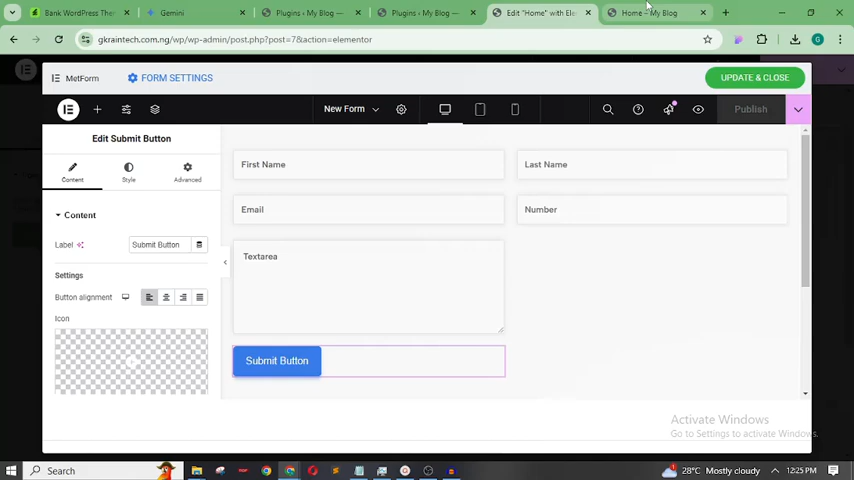 Bank WordPress Them
Gemini
Plugins ‹ My Blog —
Plugins ‹ My Blog —
Edit "Home" with Ele
Home – My Blog
gkraintech.com.ng/wp/wp-admin/post.php?post=7&action=elementor
MetForm
FORM SETTINGS
UPDATE & CLOSE
New Form
Publish
Edit Submit Button
Content
Style
Advanced
Content
Label
Submit Button
Settings
Button alignment
Icon
First Name
Last Name
Email
Number
Textarea
Submit Button
Activate Windows
Go to Settings to activate Windows.
Search
28°C Mostly cloudy
12:25 PM